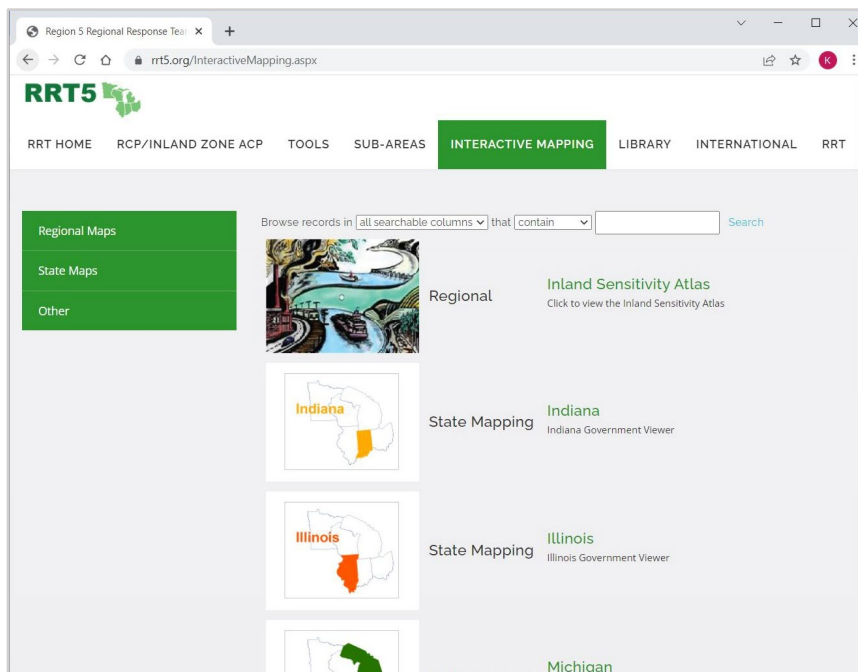 Region 5 Regional Response Tea
rrt5.org/InteractiveMapping.aspx
K
RRT5
RRT HOME RCP/INLAND ZONE ACP TOOLS SUB-AREAS INTERACTIVE MAPPING LIBRARY INTERNATIONAL RRT
Regional Maps
State Maps
Other
Browse records in all searchable columns that contain Search
Regional
Inland Sensitivity Atlas
Click to view the Inland Sensitivity Atlas
Indiana
State Mapping
Indiana
Indiana Government Viewer
Illinois
State Mapping
Illinois
Illinois Government Viewer
Michigan